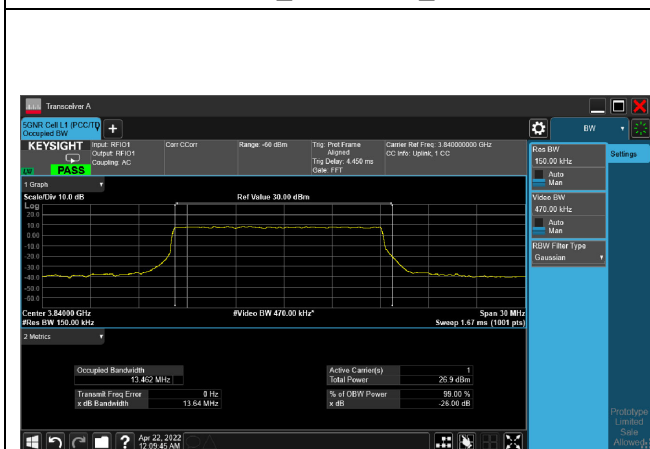 Transceiver A
5GNR Cell L1 (PCC/TD
Occupied BW
+
BW
KEYSIGHT
Input: RFIO1
Output: RFIO1
Coupling: AC
Corr CCorr
Range: -60 dBm
Trig: Prot Frame
Aligned
Trig Delay: 4.450 ms
Gate: FFT
Carrier Ref Freq: 3.840000000 GHz
CC Info: Uplink, 1 CC
PASS
Res BW
150.00 kHz
Auto
Man
Settings
1 Graph
Scale/Div 10.0 dB
Ref Value 30.00 dBm
Log
20.0
10.0
0.00
-10.0
-20.0
-30.0
-40.0
-50.0
-60.0
Video BW
470.00 kHz
Auto
Man
RBW Filter Type
Gaussian
Center 3.84000 GHz
#Video BW 470.00 kHz*
Span 30 MHz
#Res BW 150.00 kHz
Sweep 1.67 ms (1001 pts)
2 Metrics
Occupied Bandwidth
13.462 MHz
Active Carrier(s) 1
Total Power 26.9 dBm
Transmit Freq Error 0 Hz
x dB Bandwidth 13.64 MHz
% of OBW Power 99.00 %
x dB -26.00 dB
Prototype
Limited
Sale
Allowed
?
Apr 22, 2022
12:09:45 AM